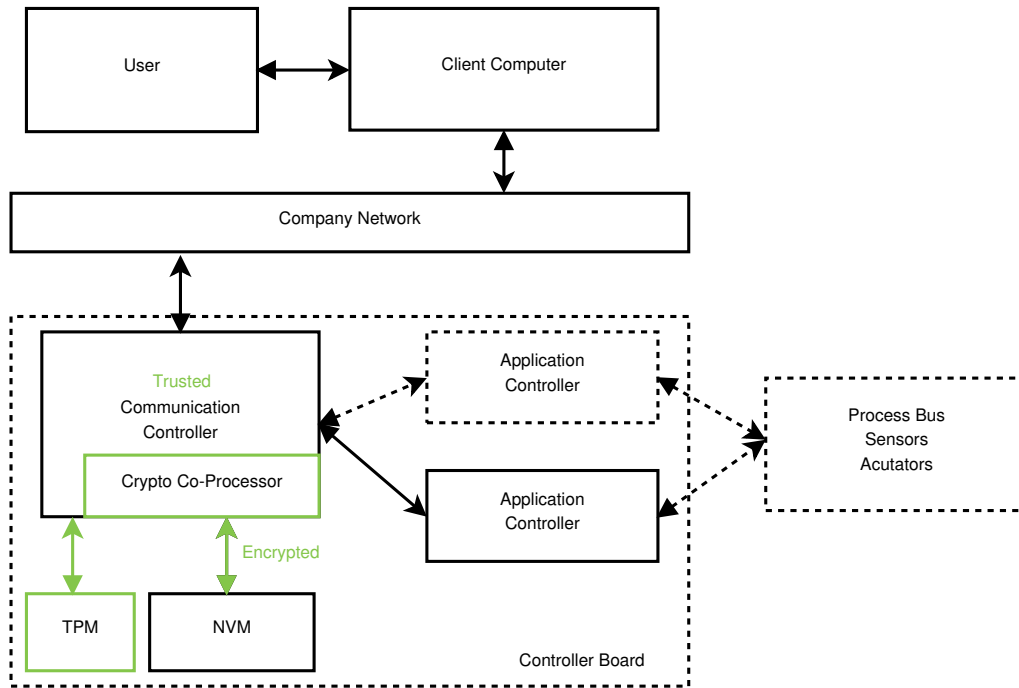 User
Client Computer
Company Network
Trusted
Communication
Controller
Crypto Co-Processor
Application
Controller
Application
Controller
Process Bus
Sensors
Acutators
Encrypted
TPM
NVM
Controller Board